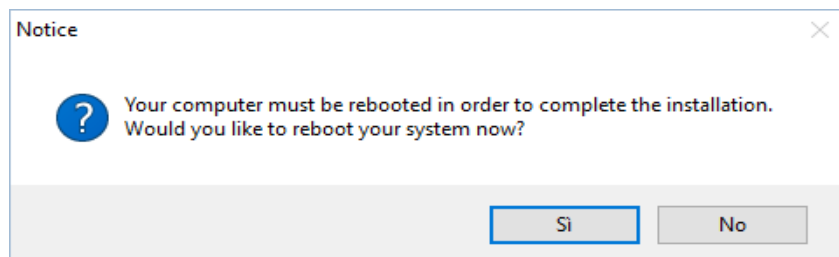 Notice
Your computer must be rebooted in order to complete the installation.
Would you like to reboot your system now?
Sì
No